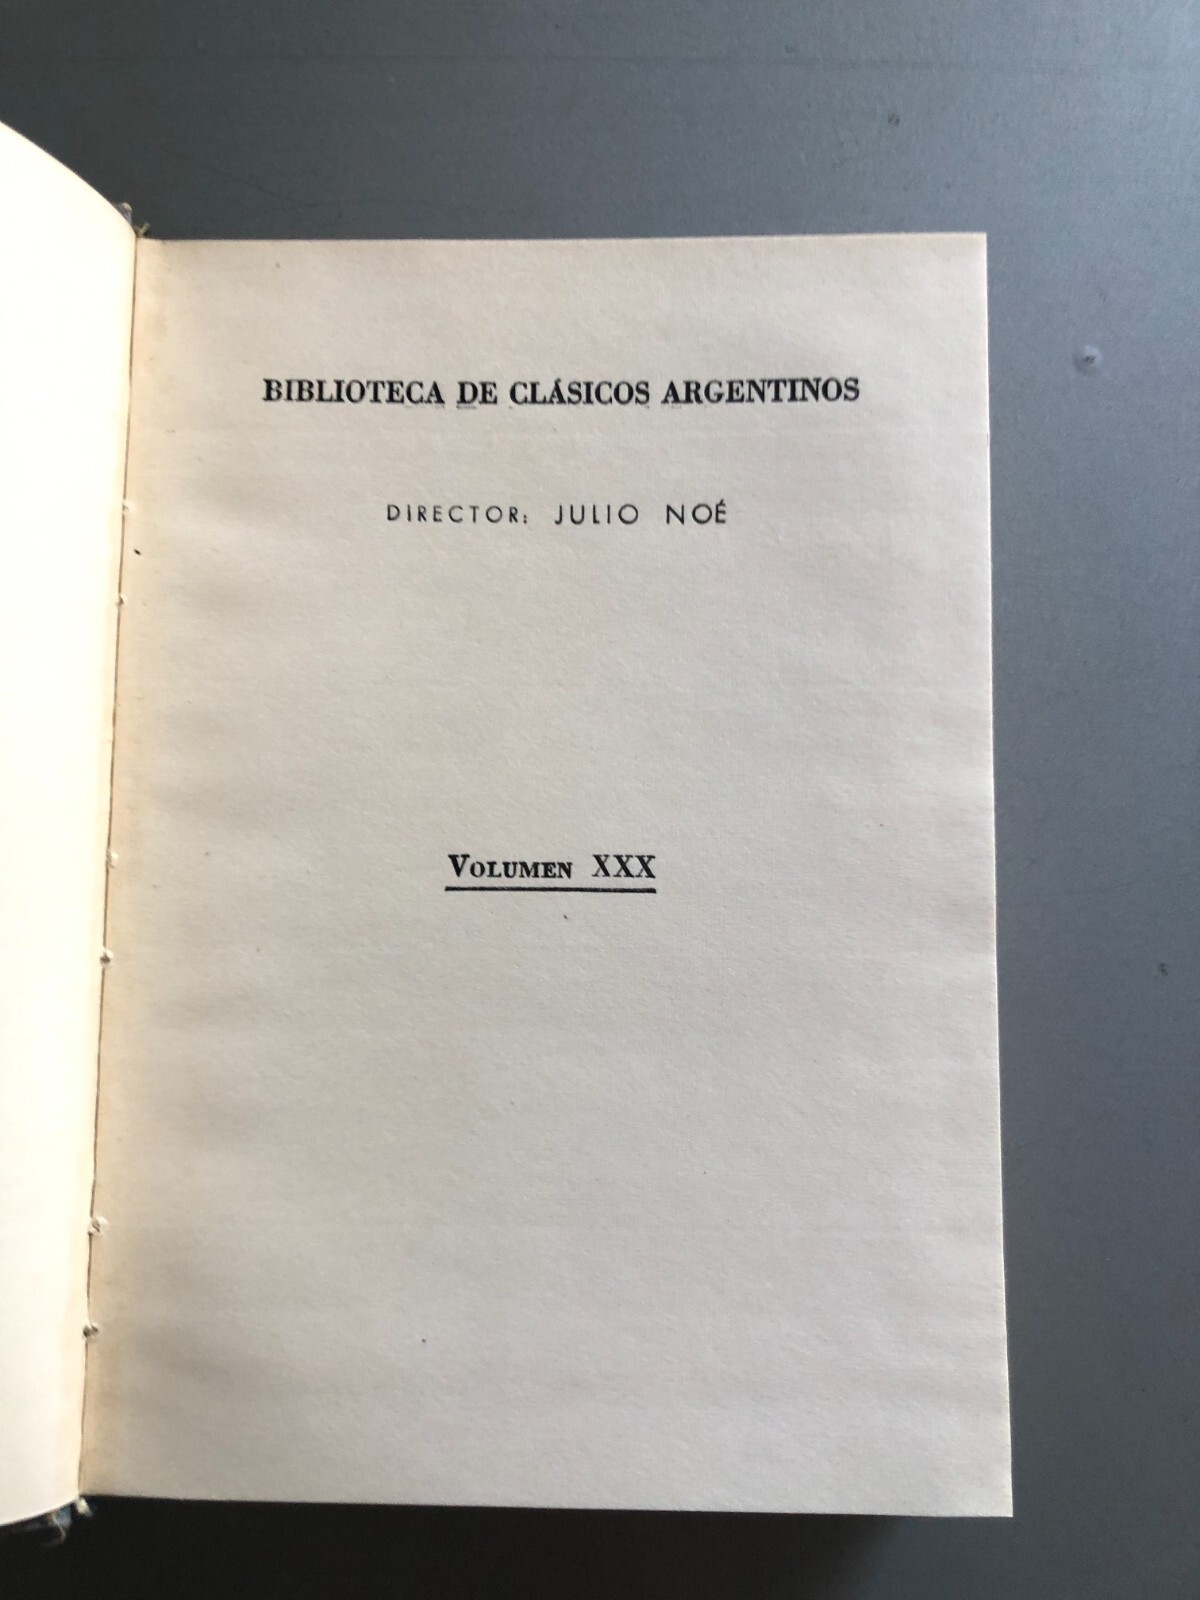 BIBLIOTECA DE CLÁSICOS ARGENTINOS
DIRECTOR: JULIO NOÉ
VOLUMEN XXX